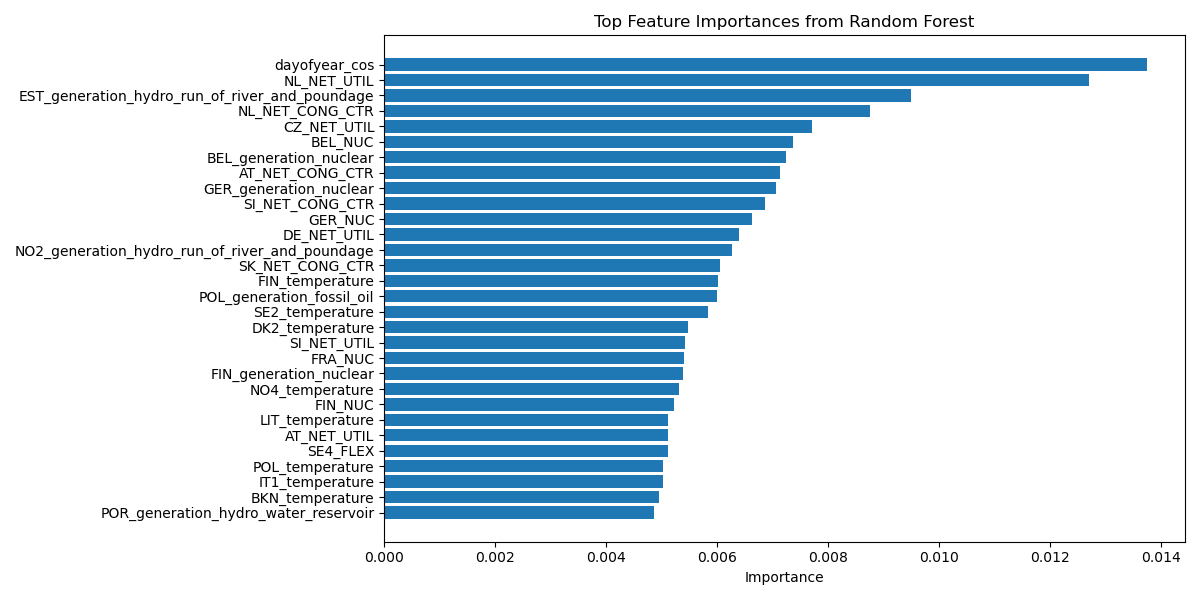 Top Feature Importances from Random Forest
dayofyear_cos
NL_NET_UTIL
EST_generation_hydro_run_of_river_and_poundage
NL_NET_CONG_CTR
CZ_NET_UTIL
BEL_NUC
BEL_generation_nuclear
AT_NET_CONG_CTR
GER_generation_nuclear
SI_NET_CONG_CTR
GER_NUC
DE_NET_UTIL
NO2_generation_hydro_run_of_river_and_poundage
SK_NET_CONG_CTR
FIN_temperature
POL_generation_fossil_oil
SE2_temperature
DK2_temperature
SI_NET_UTIL
FRA_NUC
FIN_generation_nuclear
NO4_temperature
FIN_NUC
LIT_temperature
AT_NET_UTIL
SE4_FLEX
POL_temperature
IT1_temperature
BKN_temperature
POR_generation_hydro_water_reservoir
0.000 0.002 0.004 0.006 0.008 0.010 0.012 0.014
Importance